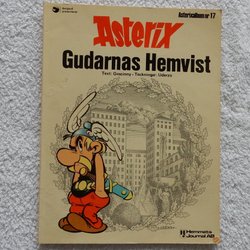 Asterixalbum nr 17
Asterix
Gudarnas Hemvist
Text: Goscinny - Teckningar: Uderzo
Hemmets
Journal AB